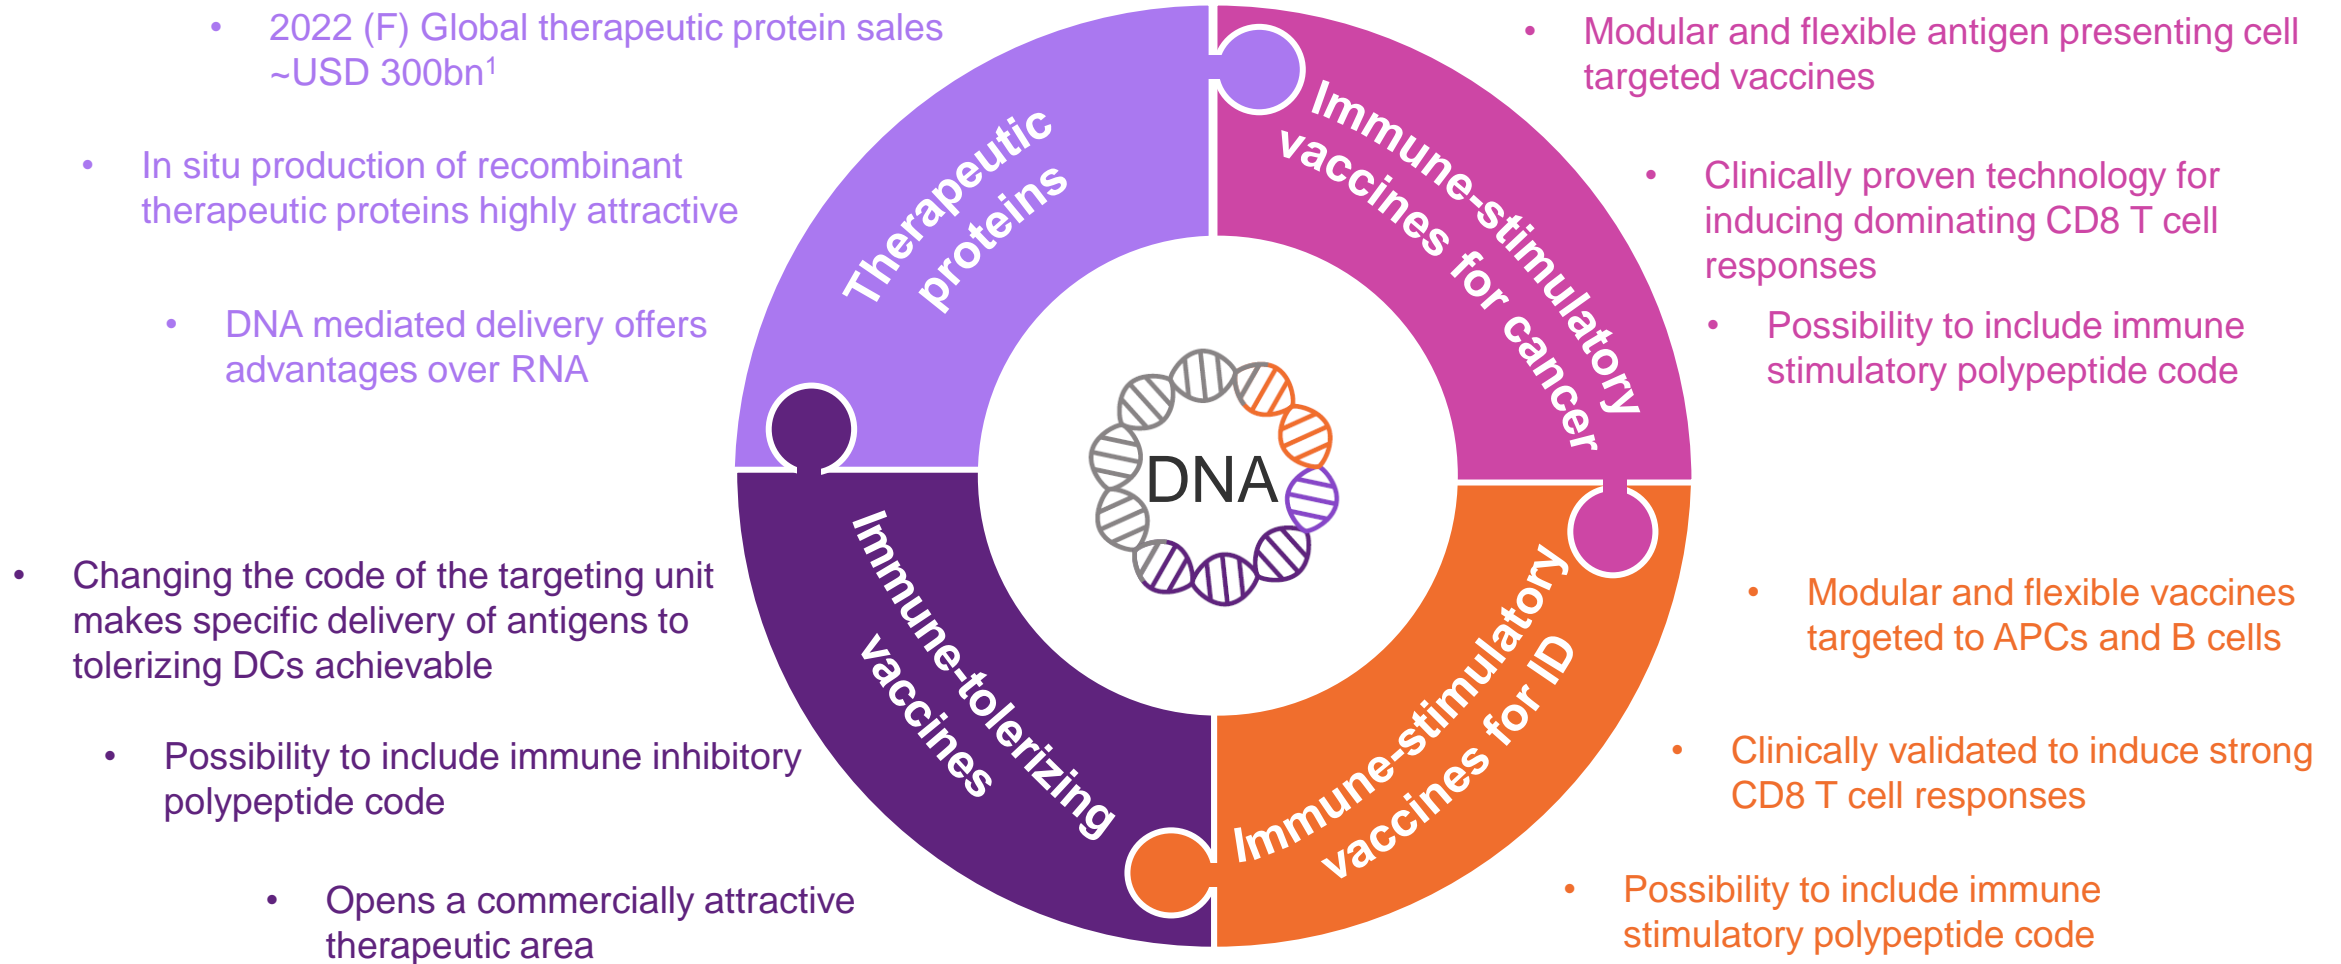 • 2022 (F) Global therapeutic protein sales
~USD 300bn¹
• In situ production of recombinant
therapeutic proteins highly attractive
• DNA mediated delivery offers
advantages over RNA
Therapeutic
proteins
Immune-stimulatory
vaccines for cancer
• Modular and flexible antigen presenting cell
targeted vaccines
• Clinically proven technology for
inducing dominating CD8 T cell
responses
• Possibility to include immune
stimulatory polypeptide code
DNA
• Changing the code of the targeting unit
makes specific delivery of antigens to
tolerizing DCs achievable
• Possibility to include immune inhibitory
polypeptide code
• Opens a commercially attractive
therapeutic area
Immune-tolerizing
vaccines
Immune-stimulatory
vaccines for ID
• Modular and flexible vaccines
targeted to APCs and B cells
• Clinically validated to induce strong
CD8 T cell responses
• Possibility to include immune
stimulatory polypeptide code